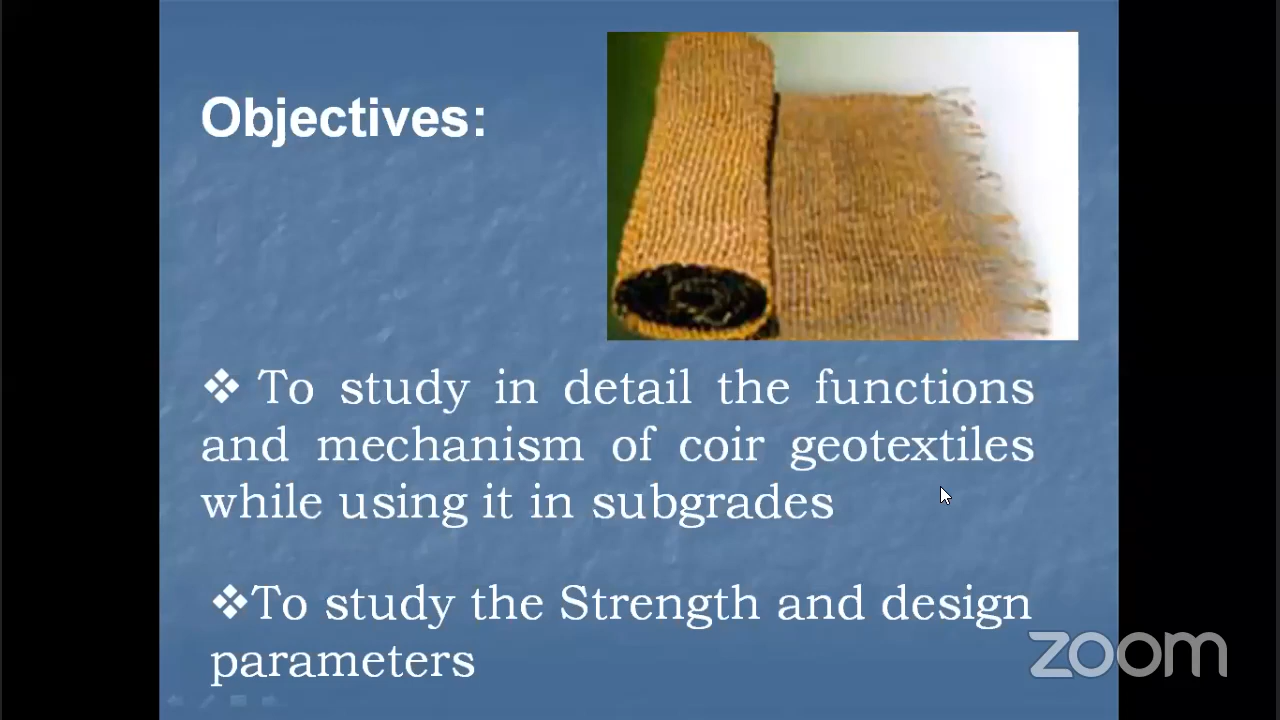 Objectives:
❖ To study in detail the functions
and mechanism of coir geotextiles
while using it in subgrades
❖To study the Strength and design
parameters
zoom